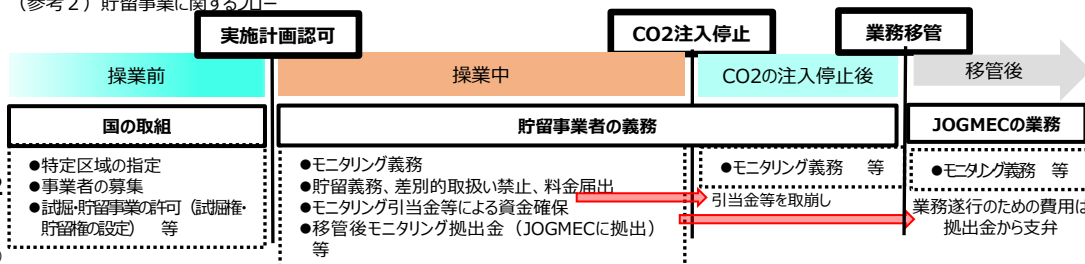 （参考２）貯留事業に関するフロー
実施計画認可
CO2注入停止
業務移管
操業前
操業中
CO2の注入停止後
移管後
国の取組
貯留事業者の義務
JOGMECの業務
●特定区域の指定
●事業者の募集
●試掘・貯留事業の許可（試掘権・
貯留権の設定）　等
●モニタリング義務
●貯留義務、差別的取扱い禁止、料金届出
●モニタリング引当金等による資金確保
●移管後モニタリング拠出金（JOGMECに拠出）
等
●モニタリング義務　等
引当金等を取崩し
●モニタリング義務　等
業務遂行のための費用は
拠出金から支弁